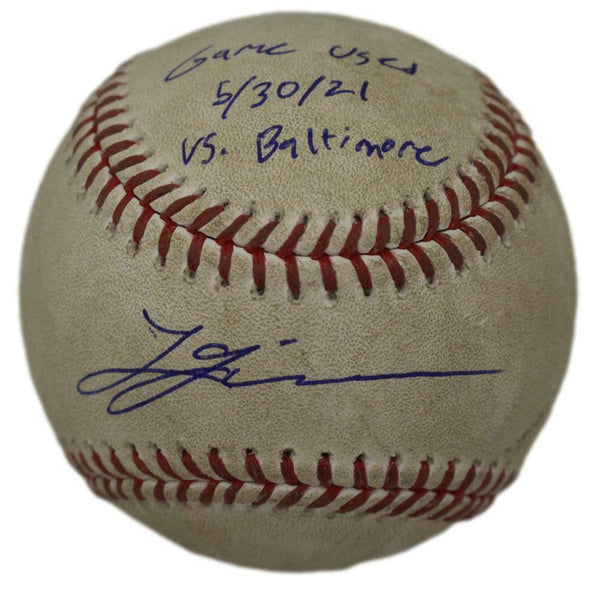 Game used
5/30/21
vs. Baltimore